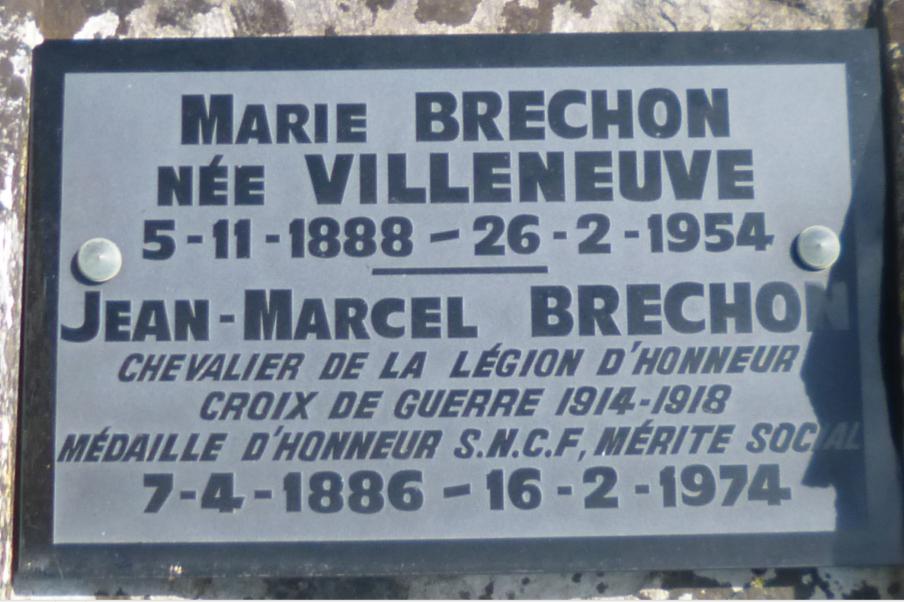 MARIE BRECHON
NÉE VILLENEUVE
5-11-1888 - 26-2-1954
JEAN-MARCEL BRECHON
CHEVALIER DE LA LÉGION D'HONNEUR
CROIX DE GUERRE 1914-1918
MÉDAILLE D'HONNEUR S.N.C.F, MÉRITE SOCIAL
7-4-1886 - 16-2-1974